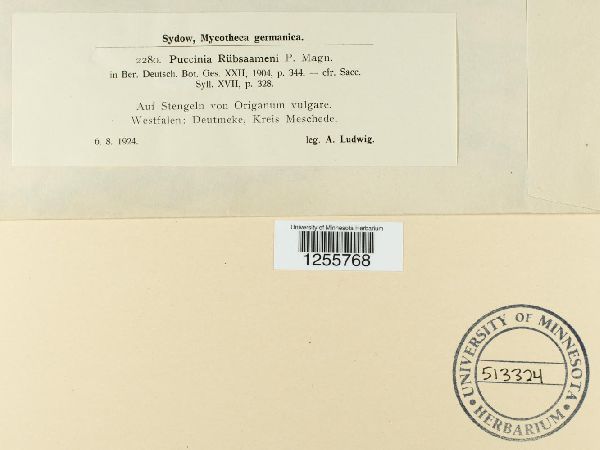 Sydow, Mycotheca germanica.
2280. Puccinia Rübsaameni P. Magn.
in Ber. Deutsch. Bot. Ges. XXII, 1904, p. 344. — cfr. Sacc.
Syll. XVII, p. 328.
Auf Stengeln von Origanum vulgare.
Westfalen: Deutmcke, Kreis Meschede.
6. 8. 1924. leg. A. Ludwig.
University of Minnesota Herbarium
1255768
UNIVERSITY OF MINNESOTA
513324
• HERBARIUM •